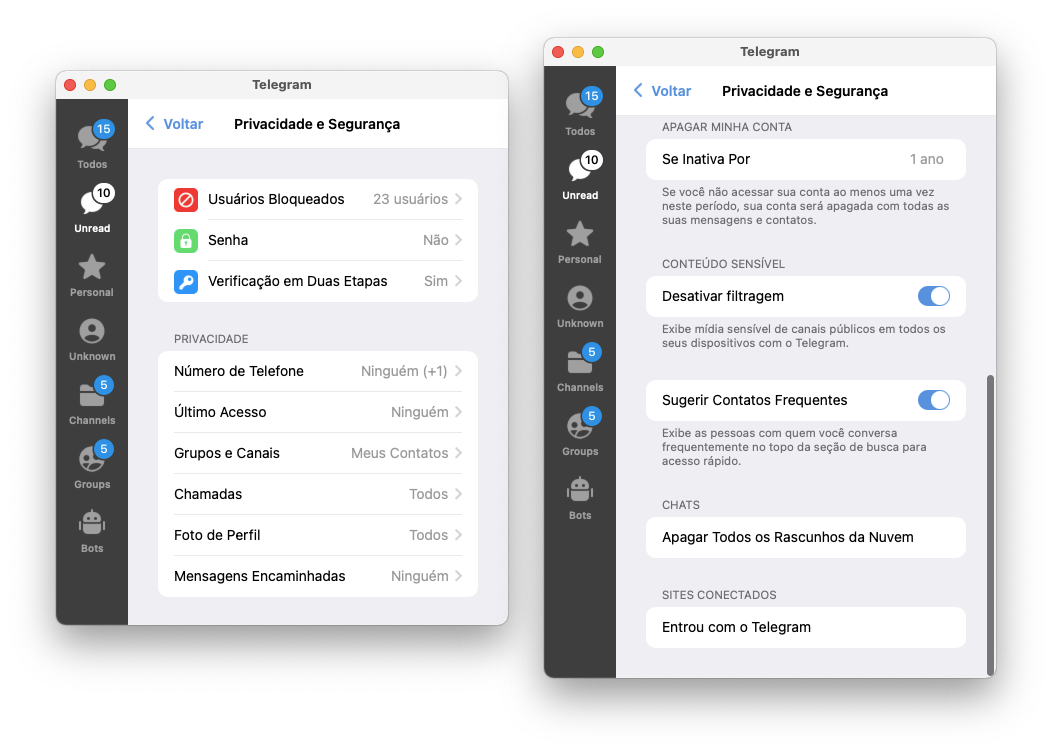 Telegram
Voltar
Privacidade e Segurança
15
Todos
10
Unread
Personal
Unknown
5
Channels
5
Groups
Bots
Usuários Bloqueados 23 usuários
Senha Não
Verificação em Duas Etapas Sim
PRIVACIDADE
Número de Telefone Ninguém (+1)
Último Acesso Ninguém
Grupos e Canais Meus Contatos
Chamadas Todos
Foto de Perfil Todos
Mensagens Encaminhadas Ninguém
Telegram
Voltar
Privacidade e Segurança
15
Todos
10
Unread
Personal
Unknown
5
Channels
5
Groups
Bots
APAGAR MINHA CONTA
Se Inativa Por 1 ano
Se você não acessar sua conta ao menos uma vez
neste período, sua conta será apagada com todas as
suas mensagens e contatos.
CONTEÚDO SENSÍVEL
Desativar filtragem
Exibe mídia sensível de canais públicos em todos os
seus dispositivos com o Telegram.
Sugerir Contatos Frequentes
Exibe as pessoas com quem você conversa
frequentemente no topo da seção de busca para
acesso rápido.
CHATS
Apagar Todos os Rascunhos da Nuvem
SITES CONECTADOS
Entrou com o Telegram